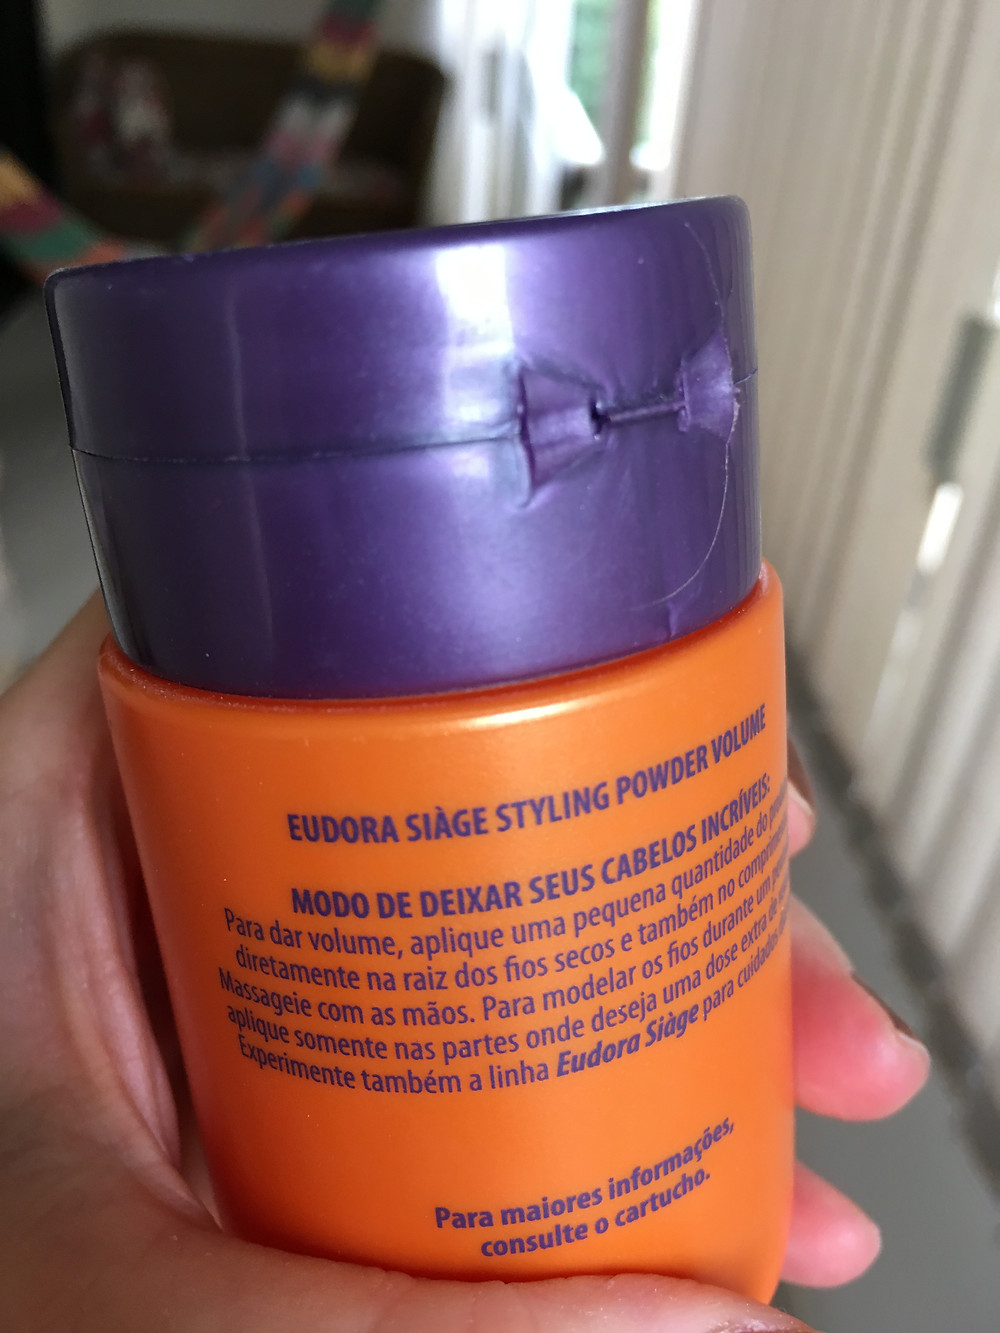 EUDORA SIÀGE STYLING POWDER VOLUME
MODO DE DEIXAR SEUS CABELOS INCRÍVEIS:
Para dar volume, aplique uma pequena quantidade do
diretamente na raiz dos fios secos e também no
Massageie com as mãos. Para modelar os fios durante um
aplique somente nas partes onde deseja uma dose extra de
Experimente também a linha Eudora Siàge para cuidados
Para maiores informações,
consulte o cartucho.